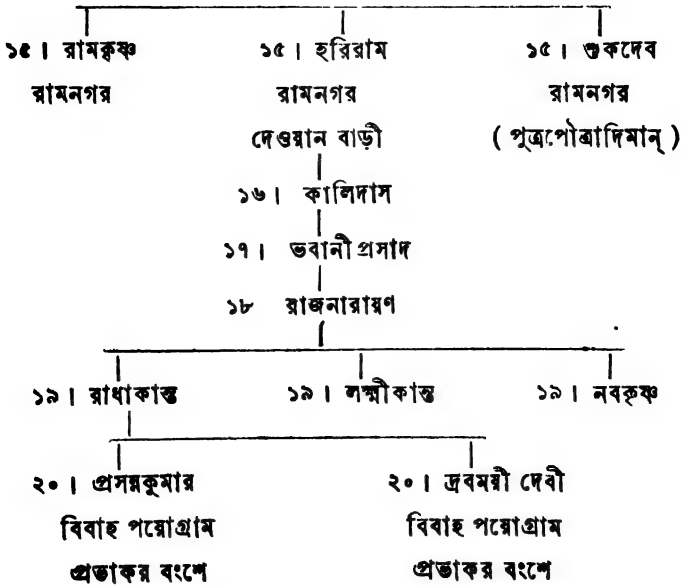 ১৫। রামকৃষ্ণ ১৫। হরিরাম ১৫। শুকদেব
রামনগর রামনগর রামনগর
দেওয়ান বাড়ী (পুত্রপৌত্রাদিমান্)
১৬। কালিদাস
১৭। ভবানীপ্রসাদ
১৮ রাজনারায়ণ
১৯। রাধাকান্ত ১৯। লক্ষ্মীকান্ত ১৯। নবকৃষ্ণ
২০। প্রসন্নকুমার ২০। দ্রবময়ী দেবী
বিবাহ পয়োগ্রাম বিবাহ পয়োগ্রাম
প্রভাকর বংশে প্রভাকর বংশে